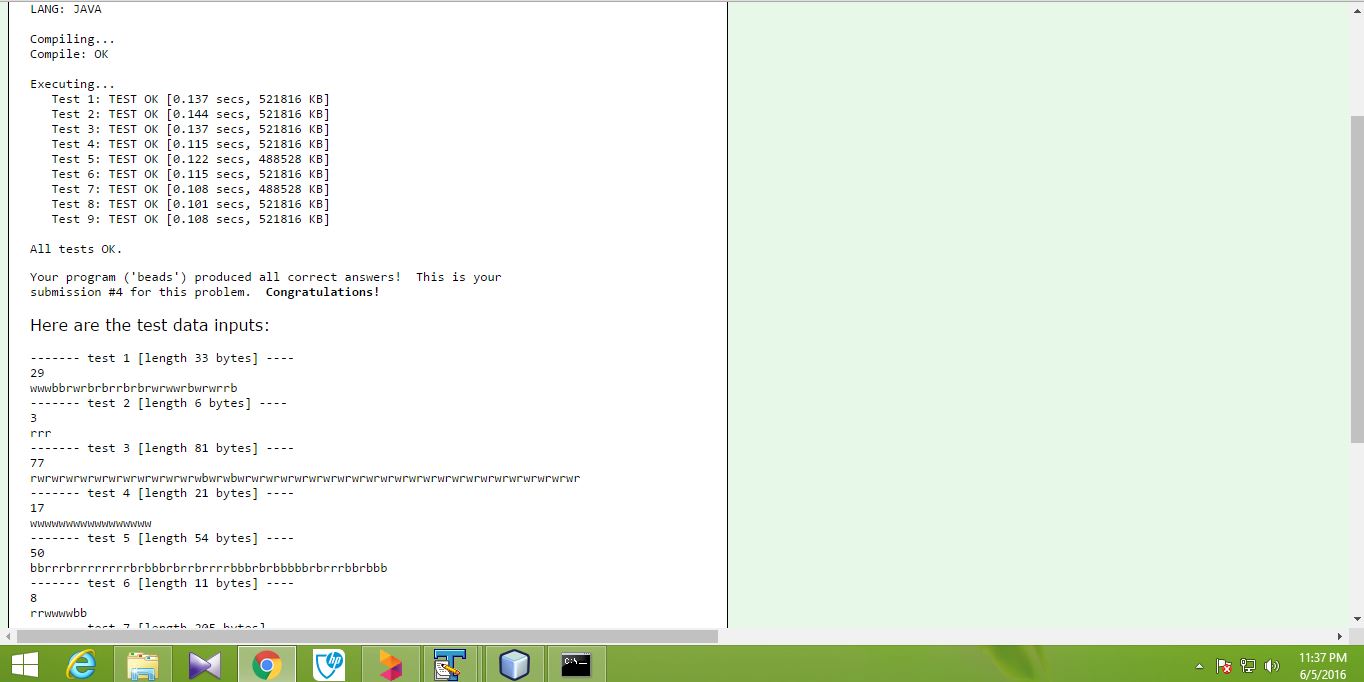 LANG: JAVA
Compiling...
Compile: OK
Executing...
Test 1: TEST OK [0.137 secs, 521816 KB]
Test 2: TEST OK [0.144 secs, 521816 KB]
Test 3: TEST OK [0.137 secs, 521816 KB]
Test 4: TEST OK [0.115 secs, 521816 KB]
Test 5: TEST OK [0.122 secs, 488528 KB]
Test 6: TEST OK [0.115 secs, 521816 KB]
Test 7: TEST OK [0.108 secs, 488528 KB]
Test 8: TEST OK [0.101 secs, 521816 KB]
Test 9: TEST OK [0.108 secs, 521816 KB]
All tests OK.
Your program ('beads') produced all correct answers! This is your
submission #4 for this problem. Congratulations!
Here are the test data inputs:
------- test 1 [length 33 bytes] ----
29
wwwbbrwrbrbrrbrbrwrwwrbwrwrrb
------- test 2 [length 6 bytes] ----
3
rrr
------- test 3 [length 81 bytes] ----
77
rwrwrwrwrwrwrwrwrwrwrwrwbwrwbwrwrwrwrwrwrwrwrwrwrwrwrwrwrwrwrwrwrwrwrwrwrwrwr
------- test 4 [length 21 bytes] ----
17
wwwwwwwwwwwwwwwww
------- test 5 [length 54 bytes] ----
50
bbrrrbrrrrrrrrbrbbbrbrrbrrrrbbbrbrbbbbbrbrrrbbrbbb
------- test 6 [length 11 bytes] ----
8
rrwwwwbb
test 7 [length 205 bytes]
hp
C:\_
11:37 PM
6/5/2016